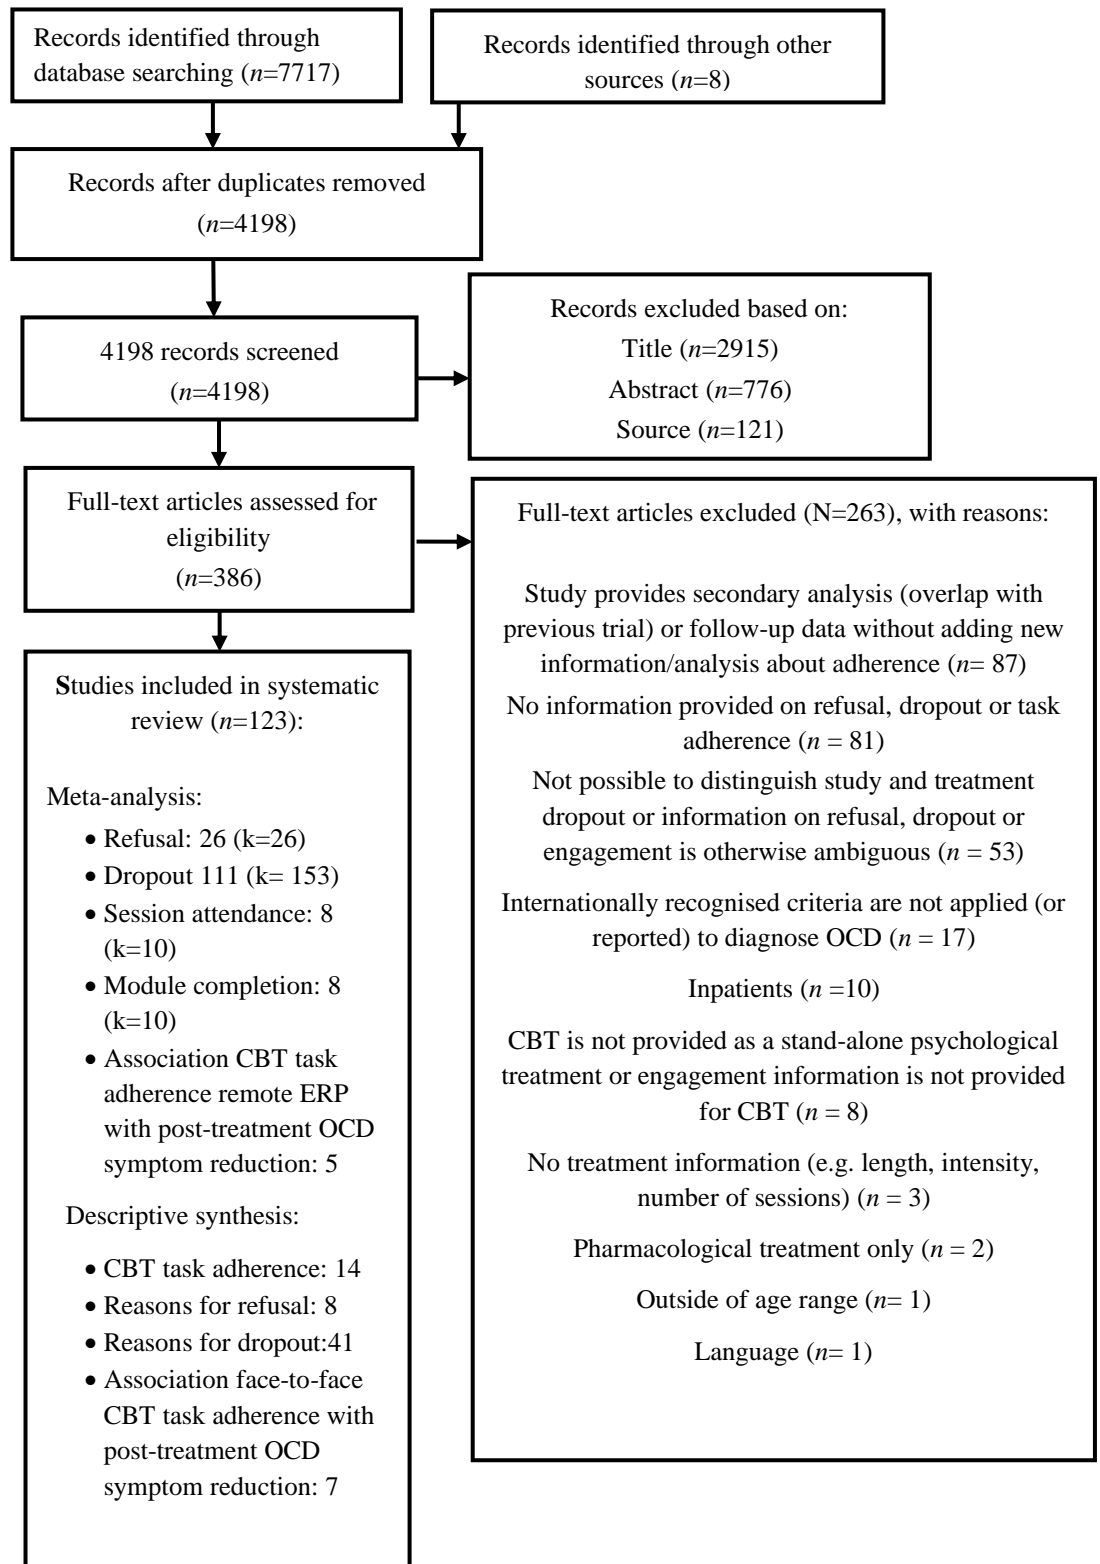 Records identified through
database searching (n=7717)
Records identified through other
sources (n=8)
Records after duplicates removed
(n=4198)
4198 records screened
(n=4198)
Records excluded based on:
Title (n=2915)
Abstract (n=776)
Source (n=121)
Full-text articles assessed for
eligibility
(n=386)
Full-text articles excluded (N=263), with reasons:
Study provides secondary analysis (overlap with
previous trial) or follow-up data without adding new
information/analysis about adherence (n= 87)
No information provided on refusal, dropout or task
adherence (n = 81)
Not possible to distinguish study and treatment
dropout or information on refusal, dropout or
engagement is otherwise ambiguous (n = 53)
Internationally recognised criteria are not applied (or
reported) to diagnose OCD (n = 17)
Inpatients (n =10)
CBT is not provided as a stand-alone psychological
treatment or engagement information is not provided
for CBT (n = 8)
No treatment information (e.g. length, intensity,
number of sessions) (n = 3)
Pharmacological treatment only (n = 2)
Outside of age range (n= 1)
Language (n= 1)
Studies included in systematic
review (n=123):
Meta-analysis:
• Refusal: 26 (k=26)
• Dropout 111 (k= 153)
• Session attendance: 8
(k=10)
• Module completion: 8
(k=10)
• Association CBT task
adherence remote ERP
with post-treatment OCD
symptom reduction: 5
Descriptive synthesis:
• CBT task adherence: 14
• Reasons for refusal: 8
• Reasons for dropout:41
• Association face-to-face
CBT task adherence with
post-treatment OCD
symptom reduction: 7